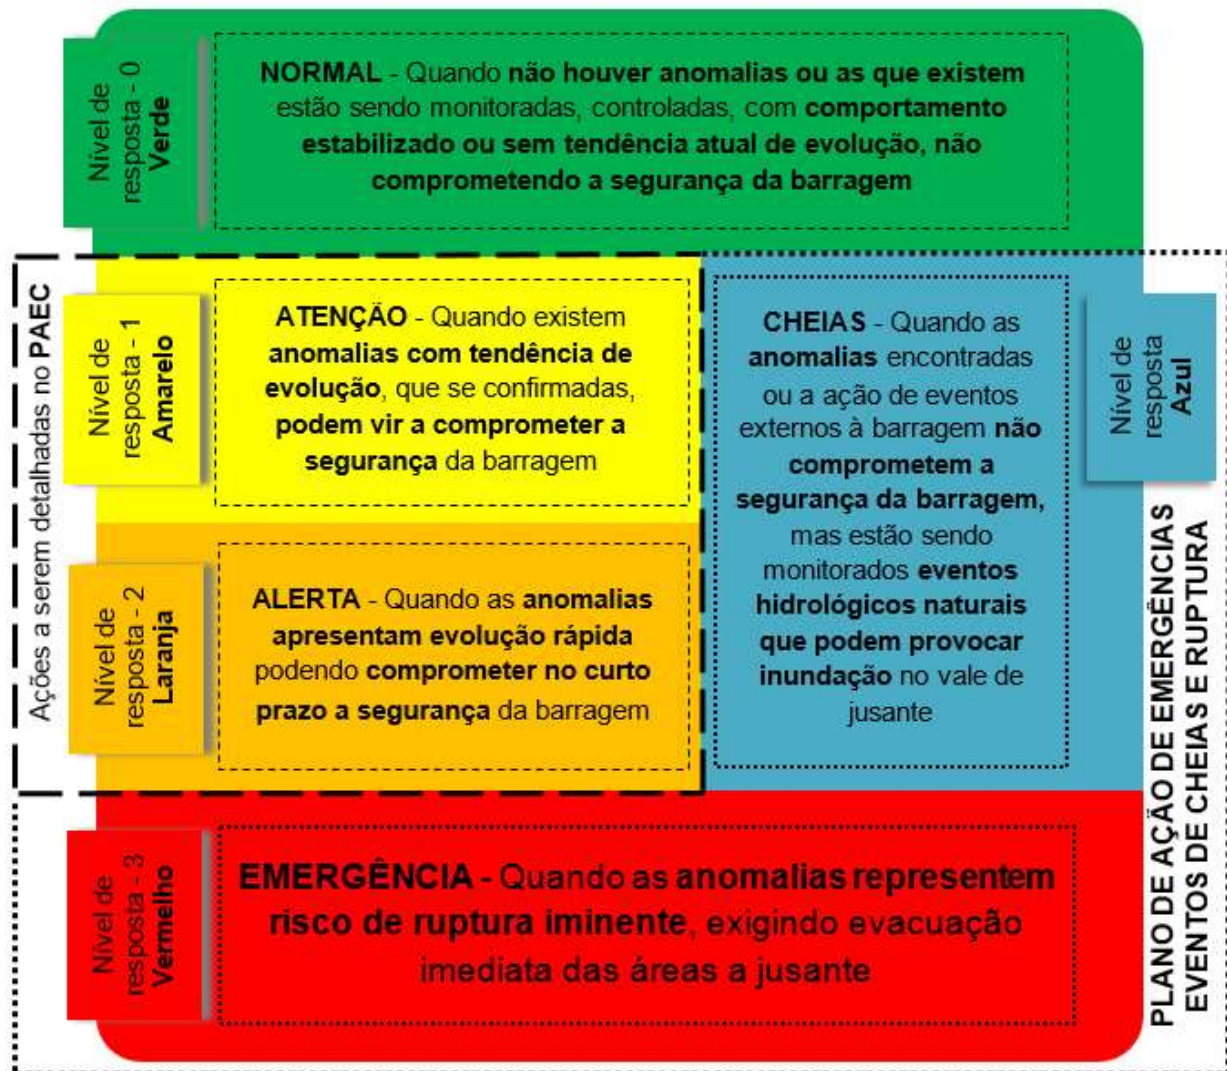 Nível de
resposta - 0
Verde
NORMAL - Quando não houver anomalias ou as que existem
estão sendo monitoradas, controladas, com comportamento
estabilizado ou sem tendência atual de evolução, não
comprometendo a segurança da barragem
Ações a serem detalhadas no PAEC
Nível de
resposta - 1
Amarelo
ATENÇÃO - Quando existem
anomalias com tendência de
evolução, que se confirmadas,
podem vir a comprometer a
segurança da barragem
Nível de
resposta - 2
Laranja
ALERTA - Quando as anomalias
apresentam evolução rápida
podendo comprometer no curto
prazo a segurança da barragem
CHEIAS - Quando as
anomalias encontradas
ou a ação de eventos
externos à barragem não
comprometem a
segurança da barragem,
mas estão sendo
monitorados eventos
hidrológicos naturais
que podem provocar
inundação no vale de
jusante
Nível de
resposta
Azul
Nível de
resposta - 3
Vermelho
EMERGÊNCIA - Quando as anomalias representem
risco de ruptura iminente, exigindo evacuação
imediata das áreas a jusante
PLANO DE AÇÃO DE EMERGÊNCIAS
EVENTOS DE CHEIAS E RUPTURA